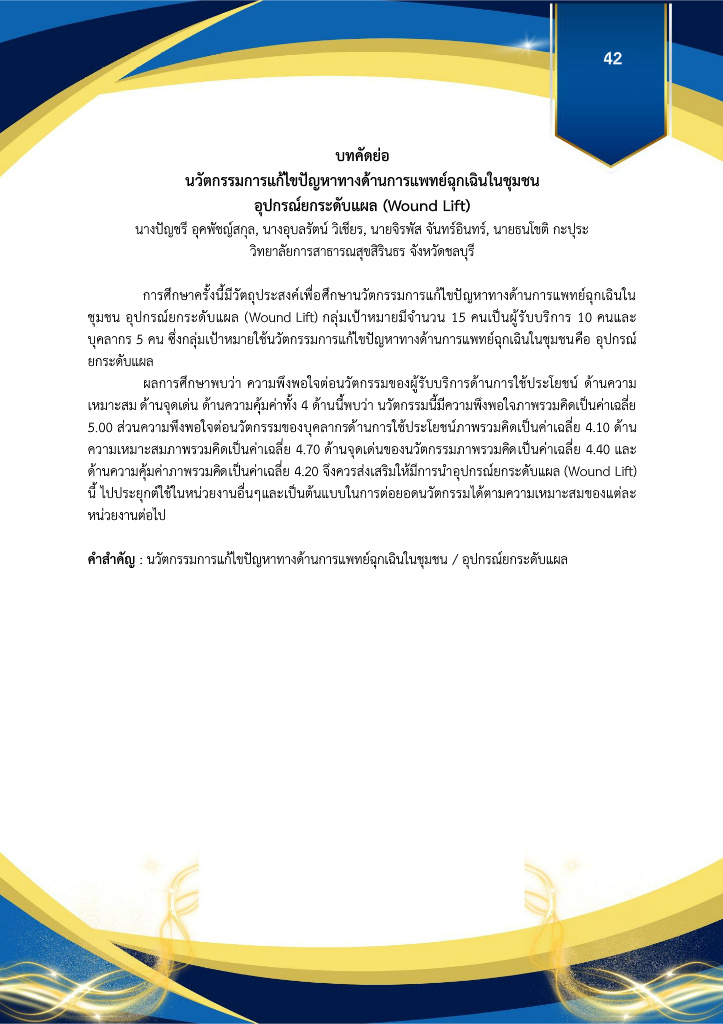 42
บทคัดย่อ
นวัตกรรมการแก้ไขปัญหาทางด้านการแพทย์ฉุกเฉินในชุมชน
อุปกรณ์ยกระดับแผล (Wound Lift)
นางปัญชรี อุคพัชญ์สกุล, นางอุบลรัตน์ วิเชียร, นายจิรพัส จันทร์อินทร์, นายธนโชติ กะปุระ
วิทยาลัยการสาธารณสุขสิรินธร จังหวัดชลบุรี
การศึกษาครั้งนี้มีวัตถุประสงค์เพื่อศึกษานวัตกรรมการแก้ไขปัญหาทางด้านการแพทย์ฉุกเฉินใน
ชุมชน อุปกรณ์ยกระดับแผล (Wound Lift) กลุ่มเป้าหมายมีจำนวน 15 คนเป็นผู้รับบริการ 10 คนและ
บุคลากร 5 คน ซึ่งกลุ่มเป้าหมายใช้นวัตกรรมการแก้ไขปัญหาทางด้านการแพทย์ฉุกเฉินในชุมชนคือ อุปกรณ์
ยกระดับแผล
ผลการศึกษาพบว่า ความพึงพอใจต่อนวัตกรรมของผู้รับบริการด้านการใช้ประโยชน์ ด้านความ
เหมาะสม ด้านจุดเด่น ด้านความคุ้มค่าทั้ง 4 ด้านนี้พบว่า นวัตกรรมนี้มีความพึงพอใจภาพรวมคิดเป็นค่าเฉลี่ย
5.00 ส่วนความพึงพอใจต่อนวัตกรรมของบุคลากรด้านการใช้ประโยชน์ภาพรวมคิดเป็นค่าเฉลี่ย 4.10 ด้าน
ความเหมาะสมภาพรวมคิดเป็นค่าเฉลี่ย 4.70 ด้านจุดเด่นของนวัตกรรมภาพรวมคิดเป็นค่าเฉลี่ย 4.40 และ
ด้านความคุ้มค่าภาพรวมคิดเป็นค่าเฉลี่ย 4.20 จึงควรส่งเสริมให้มีการนำอุปกรณ์ยกระดับแผล (Wound Lift)
นี้ ไปประยุกต์ใช้ในหน่วยงานอื่นๆและเป็นต้นแบบในการต่อยอดนวัตกรรมได้ตามความเหมาะสมของแต่ละ
หน่วยงานต่อไป
คำสำคัญ : นวัตกรรมการแก้ไขปัญหาทางด้านการแพทย์ฉุกเฉินในชุมชน / อุปกรณ์ยกระดับแผล